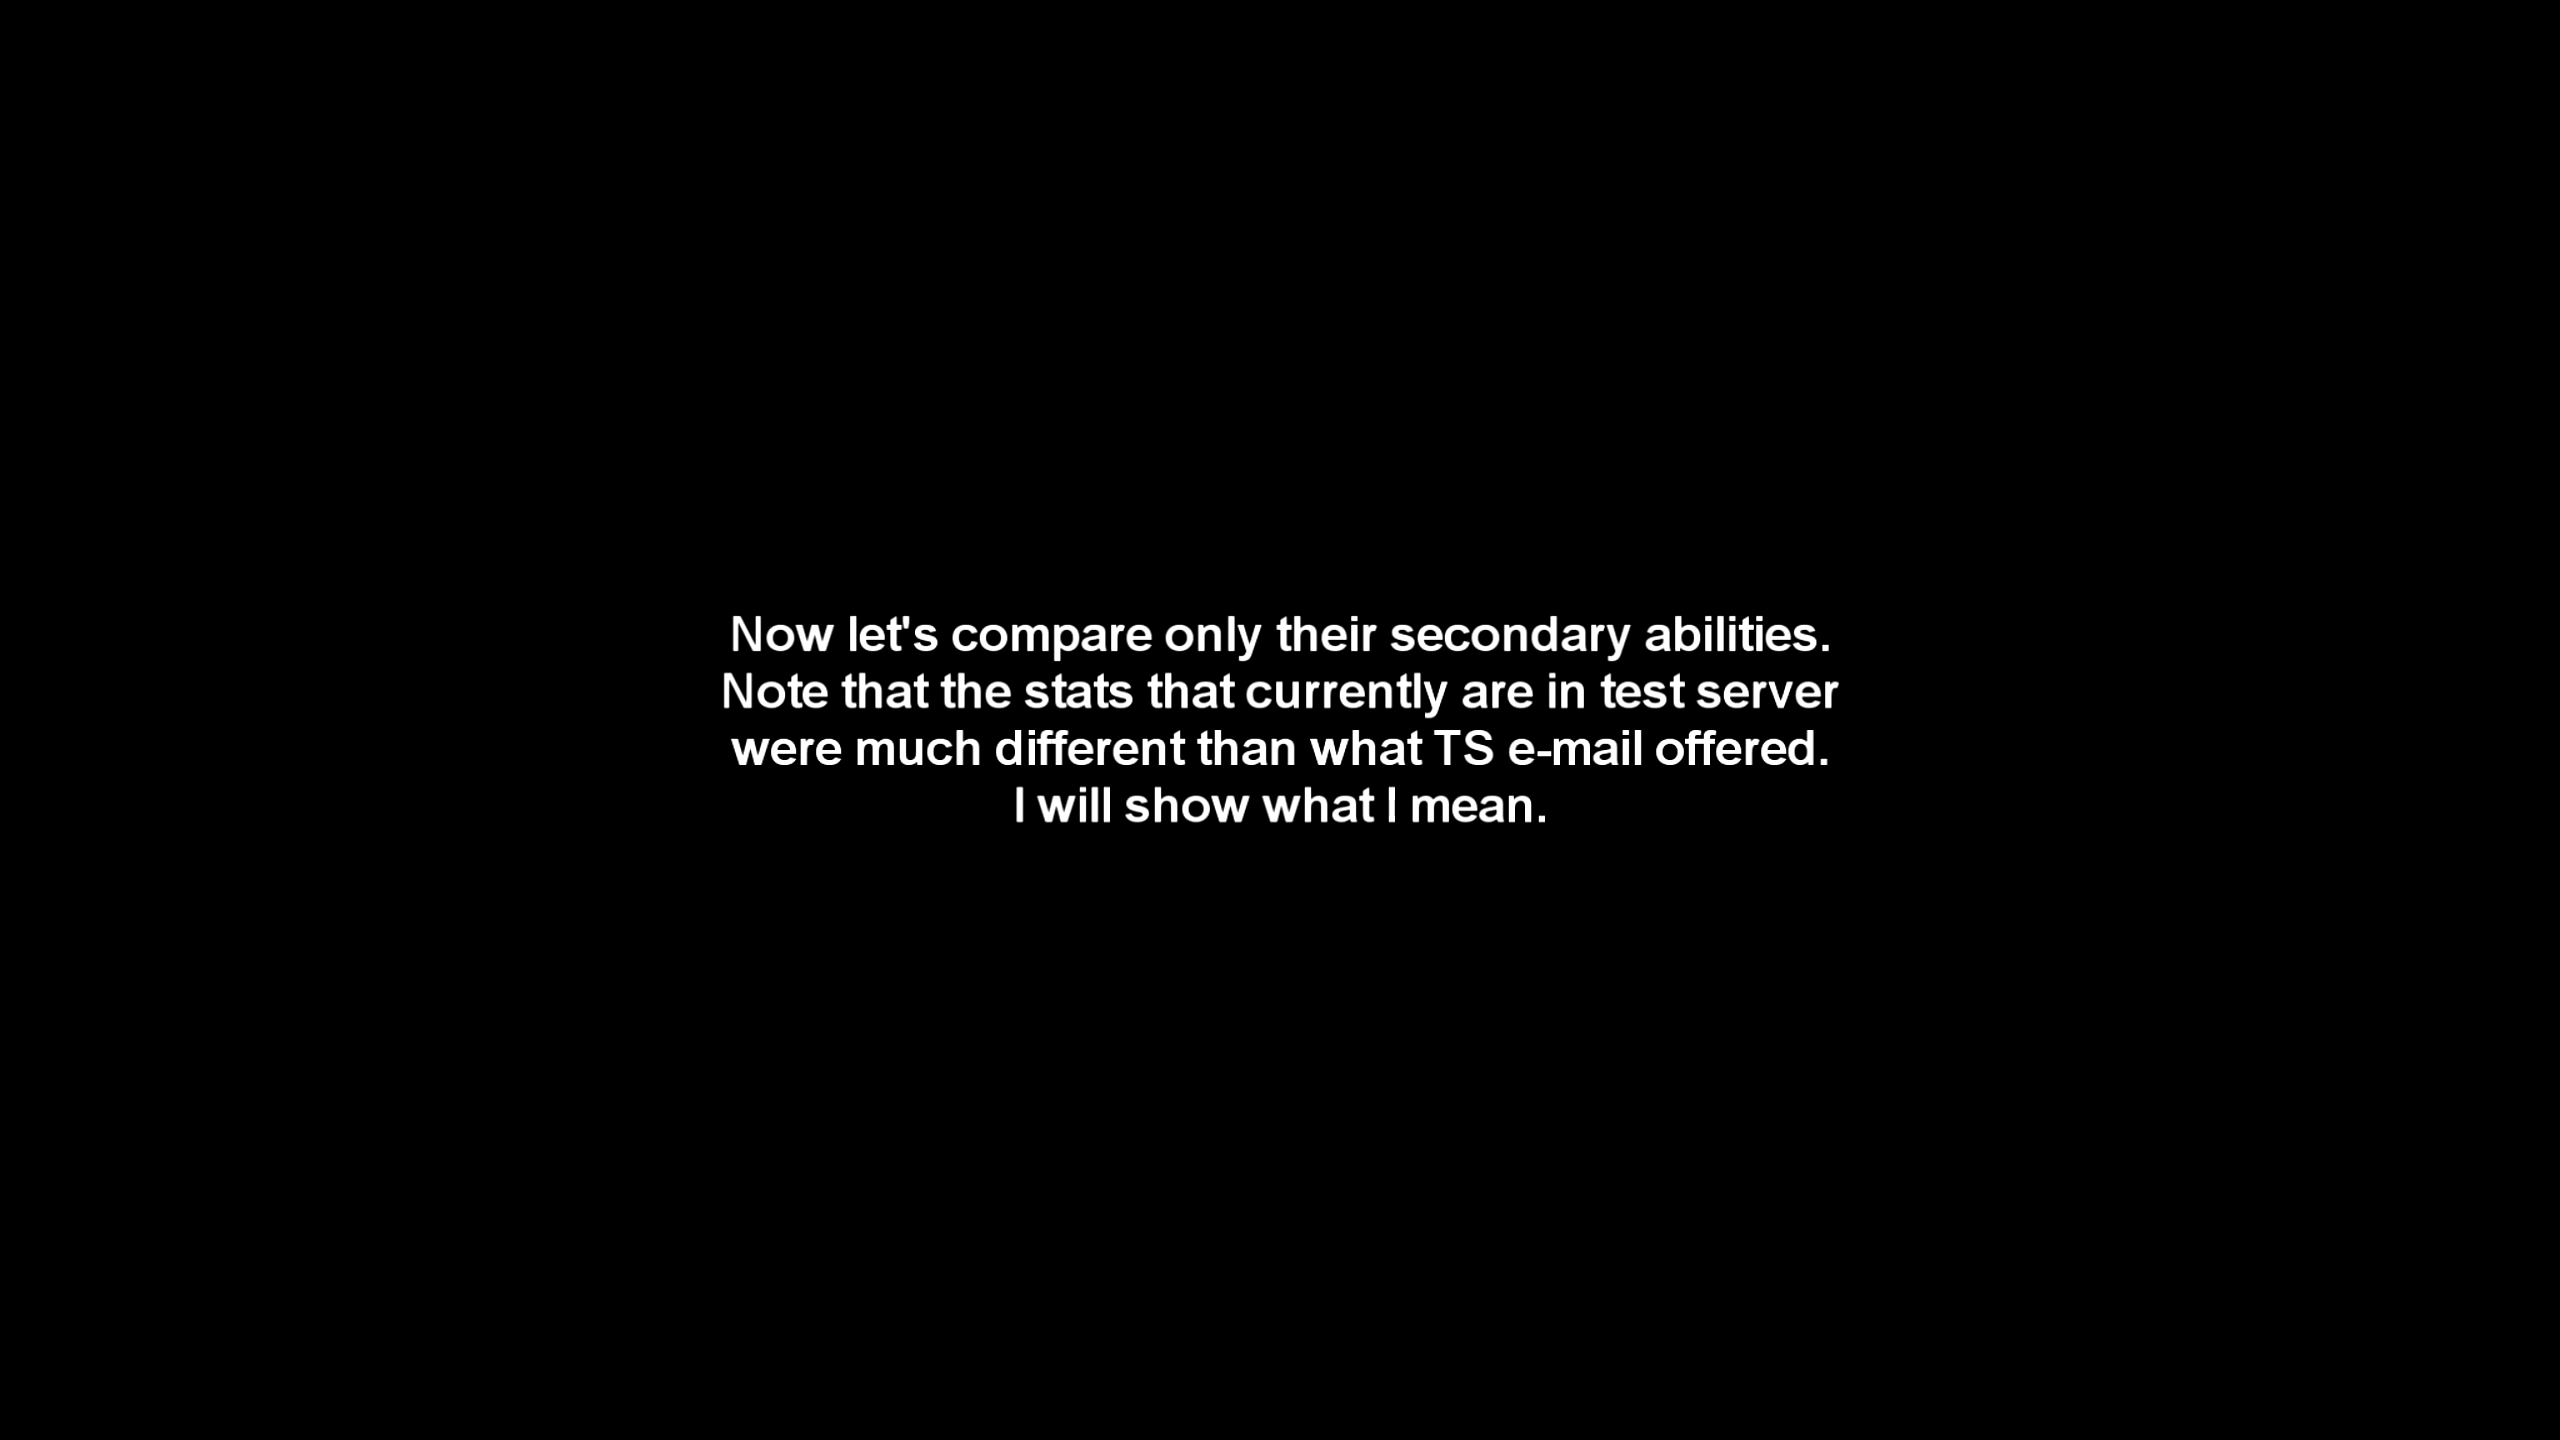 Now let's compare only their secondary abilities.
Note that the stats that currently are in test server
were much different than what TS e-mail offered.
I will show what I mean.